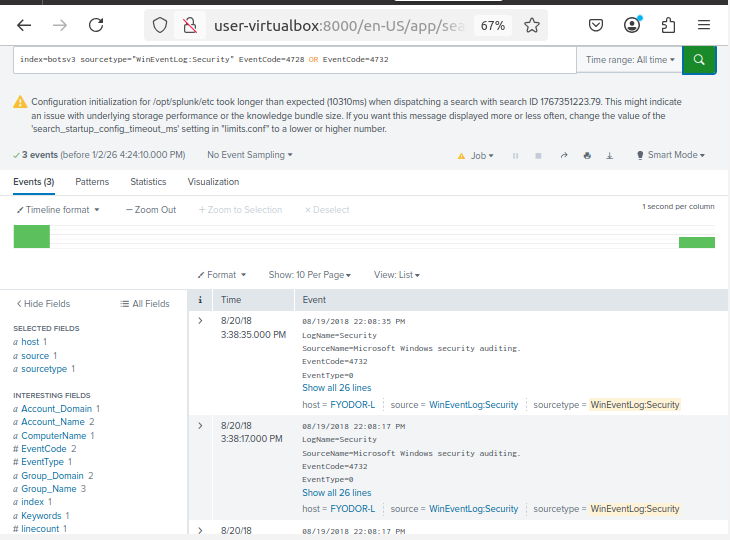 user-virtualbox:8000/en-US/app/sea 67%
index=botsv3 sourcetype="WinEventLog:Security" EventCode=4728 OR EventCode=4732
Time range: All time
Configuration initialization for /opt/splunk/etc took longer than expected (10310ms) when dispatching a search with search ID 1767351223.79. This might indicate
an issue with underlying storage performance or the knowledge bundle size. If you want this message displayed more or less often, change the value of the
'search_startup_config_timeout_ms' setting in "limits.conf" to a lower or higher number.
✓ 3 events (before 1/2/26 4:24:10.000 PM) No Event Sampling Job Smart Mode
Events (3) Patterns Statistics Visualization
Timeline format — Zoom Out + Zoom to Selection × Deselect 1 second per column
Format Show: 10 Per Page View: List
< Hide Fields All Fields
SELECTED FIELDS
a host 1
a source 1
a sourcetype 1
INTERESTING FIELDS
a Account_Domain 1
a Account_Name 2
a ComputerName 1
# EventCode 2
# EventType 1
a Group_Domain 2
a Group_Name 3
a index 1
a Keywords 1
# linecount 1
i Time Event
> 8/20/18
3:38:35.000 PM
08/19/2018 22:08:35 PM
LogName=Security
SourceName=Microsoft Windows security auditing.
EventCode=4732
EventType=0
Show all 26 lines
host = FYODOR-L source = WinEventLog:Security sourcetype = WinEventLog:Security
> 8/20/18
3:38:17.000 PM
08/19/2018 22:08:17 PM
LogName=Security
SourceName=Microsoft Windows security auditing.
EventCode=4732
EventType=0
Show all 26 lines
host = FYODOR-L source = WinEventLog:Security sourcetype = WinEventLog:Security
> 8/20/18 08/19/2018 22:08:17 PM